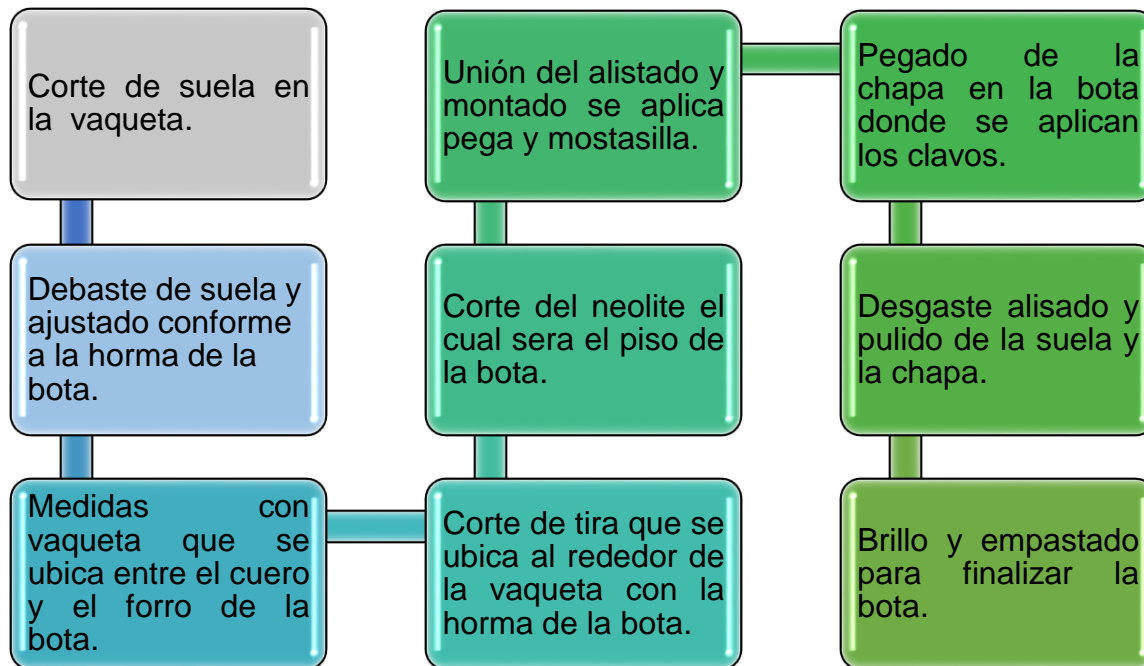 Corte de suela en
la vaqueta.
Debaste de suela y
ajustado conforme
a la horma de la
bota.
Medidas con
vaqueta que se
ubica entre el cuero
y el forro de la
bota.
Corte de tira que se
ubica al rededor de
la vaqueta con la
horma de la bota.
Corte del neolite el
cual sera el piso de
la bota.
Unión del alistado y
montado se aplica
pega y mostasilla.
Pegado de la
chapa en la bota
donde se aplican
los clavos.
Desgaste alisado y
pulido de la suela y
la chapa.
Brillo y empastado
para finalizar la
bota.